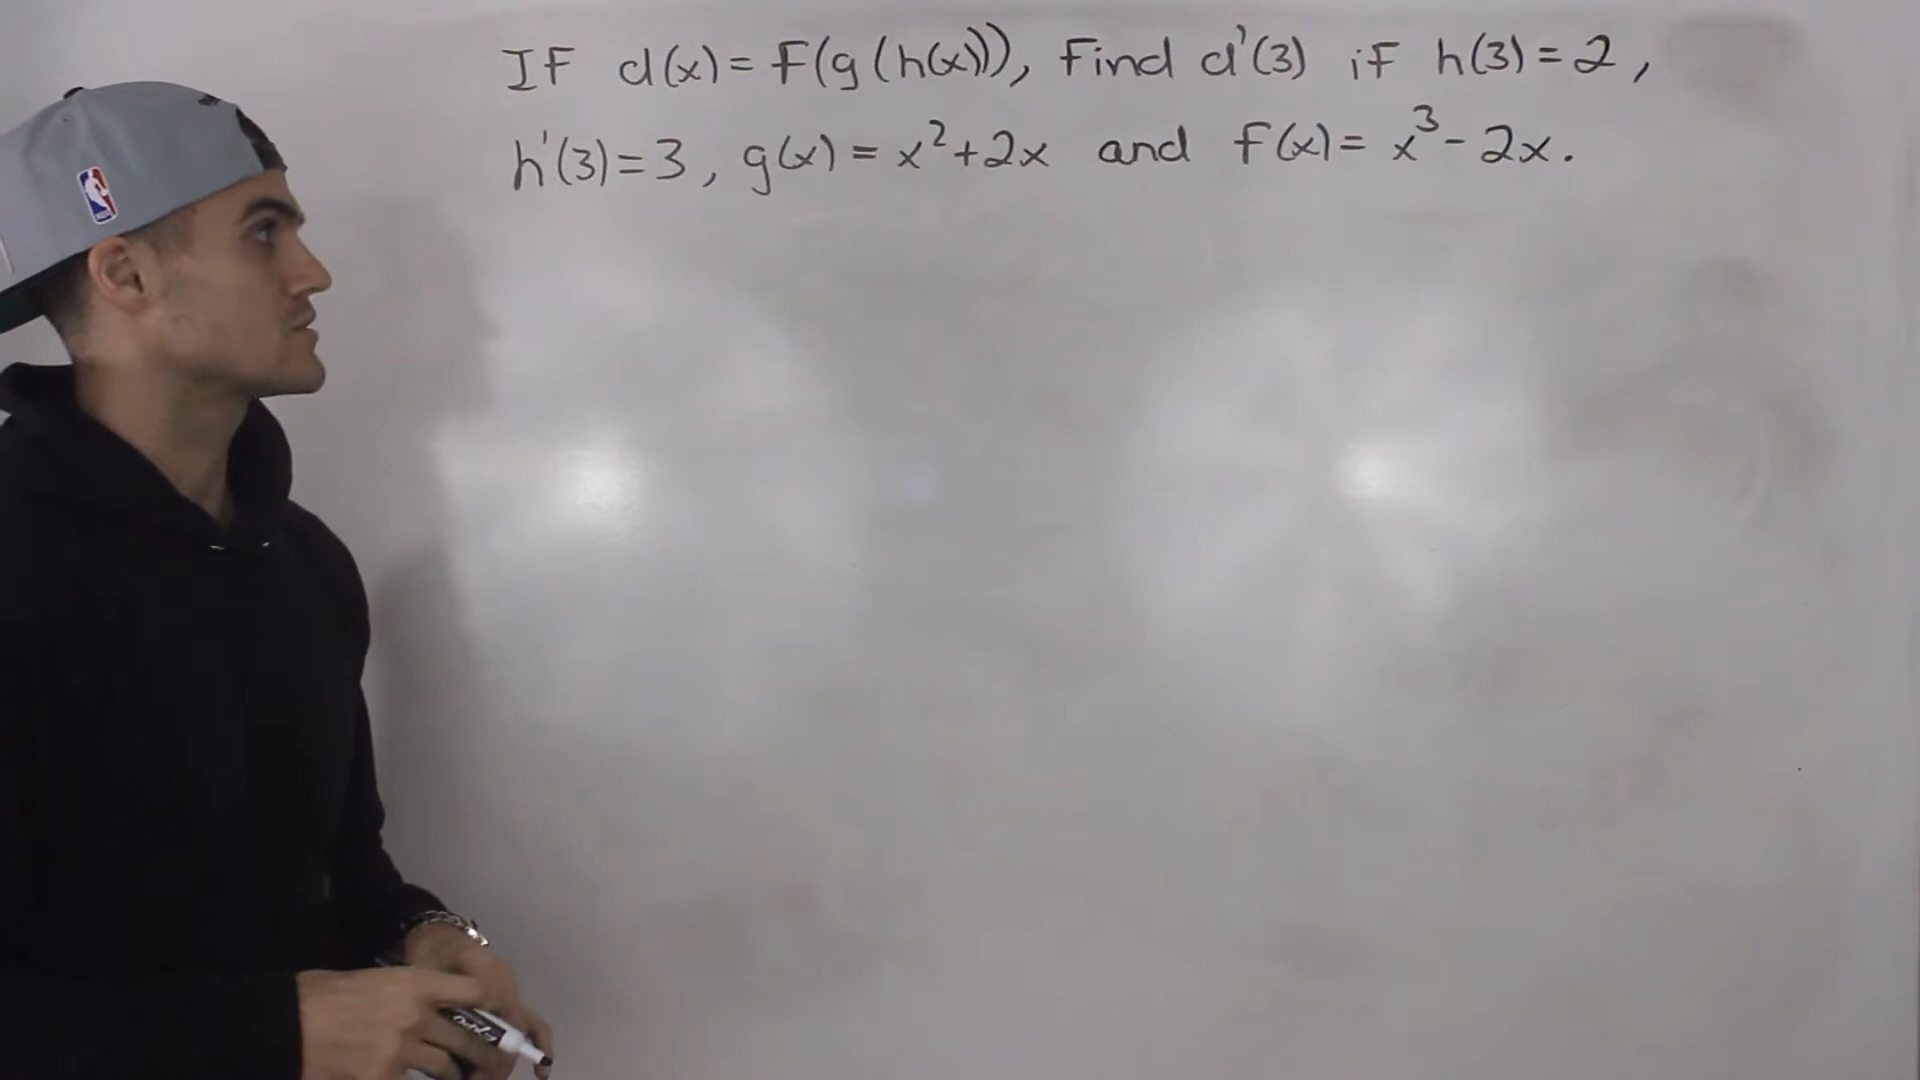 If d(x) = f(g(h(x))), Find d'(3) if h(3) = 2,
h'(3) = 3, g(x) = x² + 2x and f(x) = x³ - 2x.